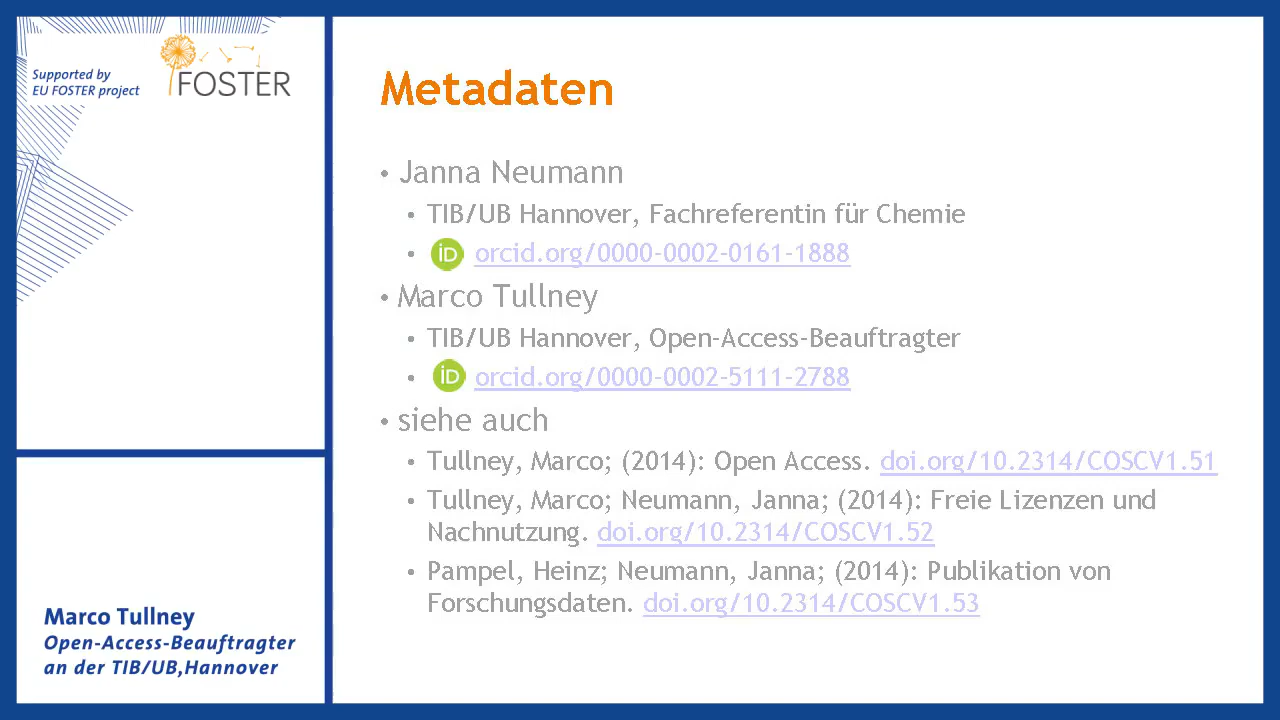 Supported by
EU FOSTER project
FOSTER
Metadaten
• Janna Neumann
• TIB/UB Hannover, Fachreferentin für Chemie
• iD orcid.org/0000-0002-0161-1888
• Marco Tullney
• TIB/UB Hannover, Open-Access-Beauftragter
• iD orcid.org/0000-0002-5111-2788
• siehe auch
• Tullney, Marco; (2014): Open Access. doi.org/10.2314/COSCV1.51
• Tullney, Marco; Neumann, Janna; (2014): Freie Lizenzen und
Nachnutzung. doi.org/10.2314/COSCV1.52
• Pampel, Heinz; Neumann, Janna; (2014): Publikation von
Forschungsdaten. doi.org/10.2314/COSCV1.53
Marco Tullney
Open-Access-Beauftragter
an der TIB/UB,Hannover